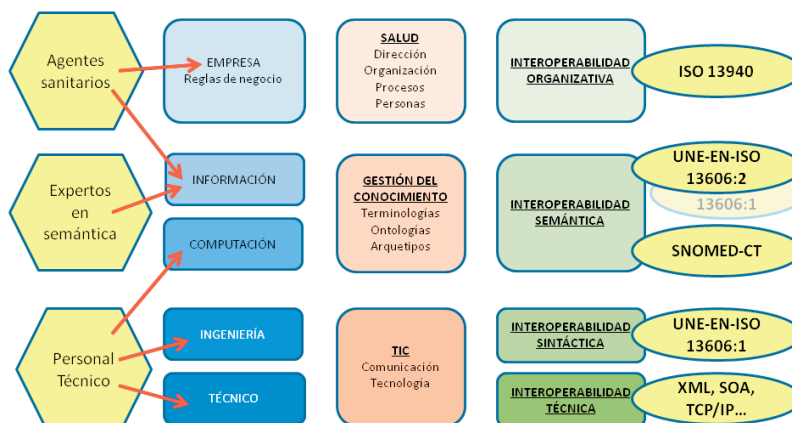 Agentes
sanitarios
EMPRESA
Reglas de negocio
SALUD
Dirección
Organización
Procesos
Personas
INTEROPERABILIDAD
ORGANIZATIVA
ISO 13940
Expertos
en
semántica
INFORMACIÓN
COMPUTACIÓN
GESTIÓN DEL
CONOCIMIENTO
Terminologías
Ontologías
Arquetipos
INTEROPERABILIDAD
SEMÁNTICA
UNE-EN-ISO
13606:2
13606:1
SNOMED-CT
Personal
Técnico
INGENIERÍA
TÉCNICO
TIC
Comunicación
Tecnología
INTEROPERABILIDAD
SINTÁCTICA
INTEROPERABILIDAD
TÉCNICA
UNE-EN-ISO
13606:1
XML, SOA,
TCP/IP...